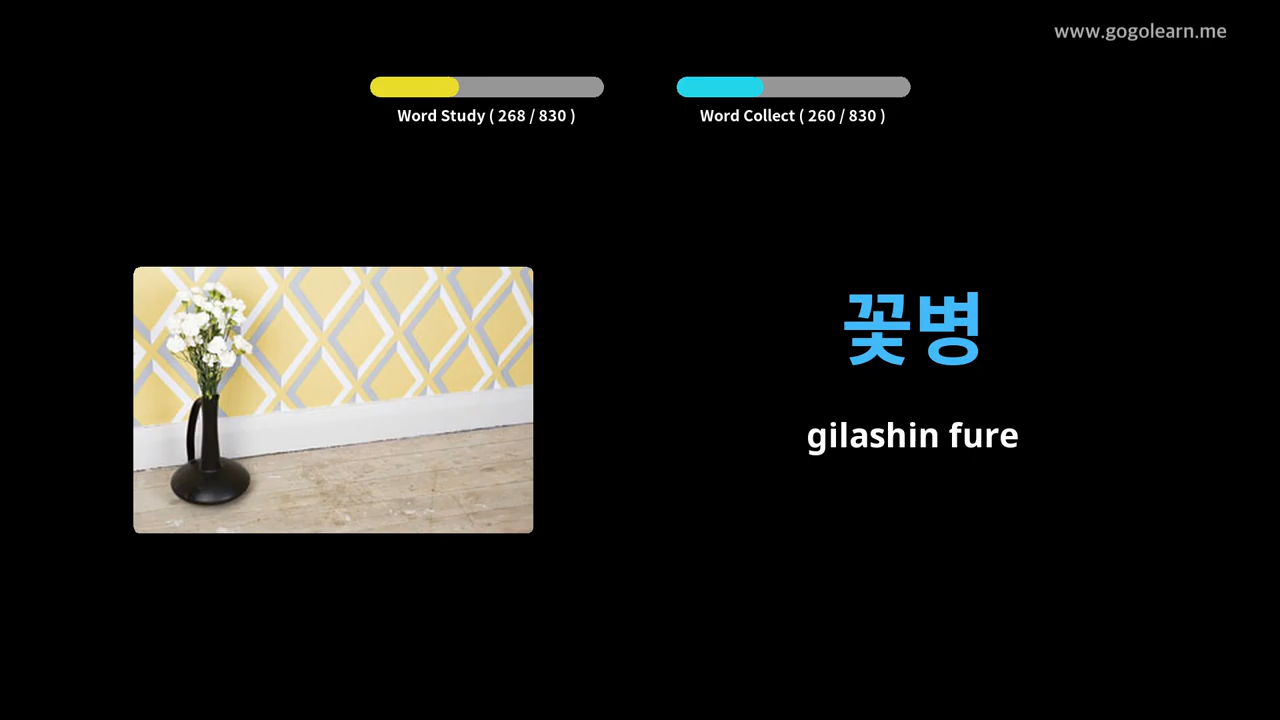 www.gogolearn.me
Word Study ( 268 / 830 )
Word Collect ( 260 / 830 )
꽃병
gilashin fure